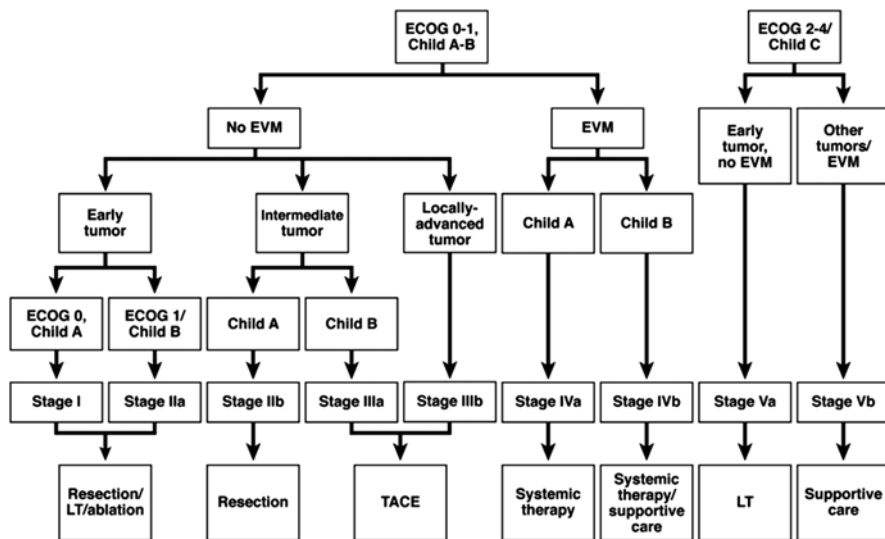 ECOG 0-1,
Child A-B
ECOG 2-4/
Child C
No EVM
EVM
Early
tumor,
no EVM
Other
tumors/
EVM
Early
tumor
Intermediate
tumor
Locally-
advanced
tumor
Child A
Child B
ECOG 0,
Child A
ECOG 1/
Child B
Child A
Child B
Stage I
Stage IIa
Stage IIb
Stage IIIa
Stage IIIb
Stage IVa
Stage IVb
Stage Va
Stage Vb
Resection/
LT/ablation
Resection
TACE
Systemic
therapy
Systemic
therapy/
supportive
care
LT
Supportive
care